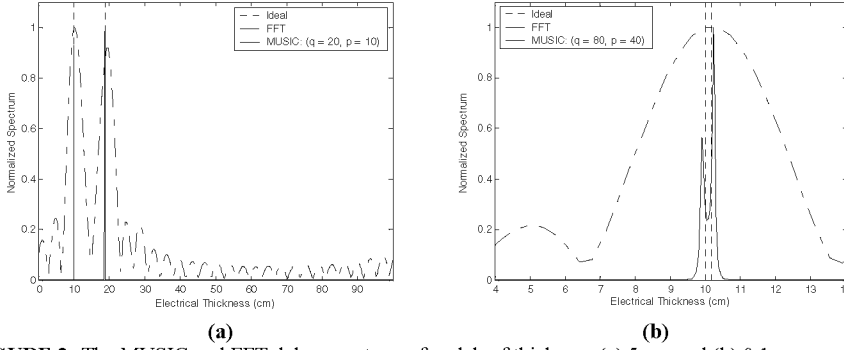 Ideal
FFT
MUSIC: (q = 20, p = 10)
1
0.8
0.6
0.4
0.2
0
Normalized Spectrum
0 10 20 30 40 50 60 70 80 90
Electrical Thickness (cm)
(a)
Ideal
FFT
MUSIC: (q = 80, p = 40)
1
0.8
0.6
0.4
0.2
0
Normalized Spectrum
4 5 6 7 8 9 10 11 12 13
Electrical Thickness (cm)
(b)